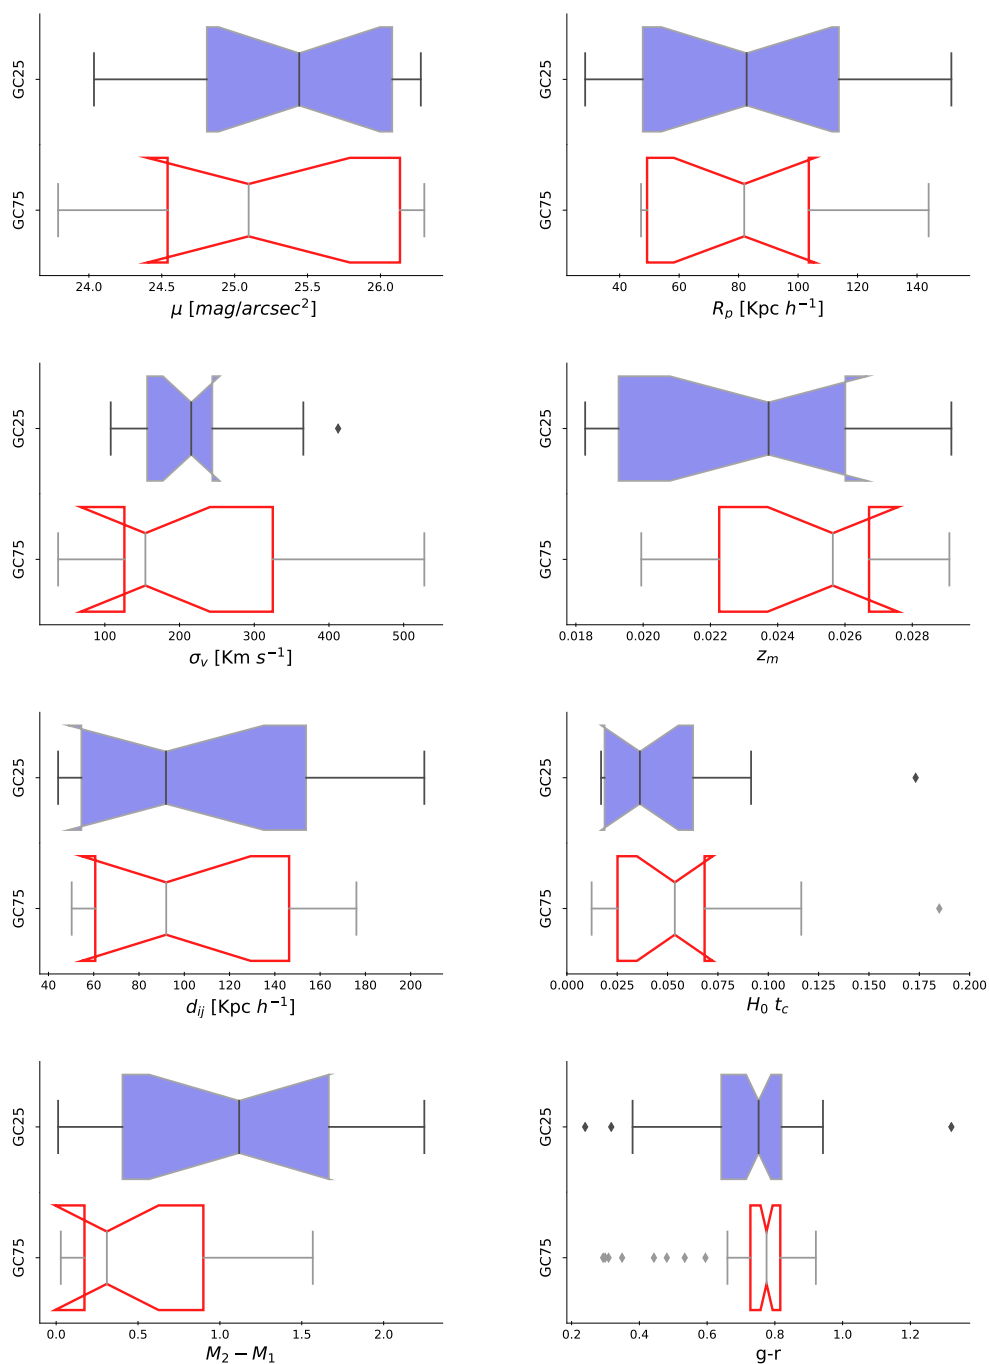 GC25
GC75
24.0 24.5 25.0 25.5 26.0
μ [mag/arcsec²]
GC25
GC75
40 60 80 100 120 140
R_p [Kpc h⁻¹]
GC25
GC75
100 200 300 400 500
σ_v [Km s⁻¹]
GC25
GC75
0.018 0.020 0.022 0.024 0.026 0.028
z_m
GC25
GC75
40 60 80 100 120 140 160 180 200
d_ij [Kpc h⁻¹]
GC25
GC75
0.000 0.025 0.050 0.075 0.100 0.125 0.150 0.175 0.200
H₀ t_c
GC25
GC75
0.0 0.5 1.0 1.5 2.0
M₂ − M₁
GC25
GC75
0.2 0.4 0.6 0.8 1.0 1.2
g-r